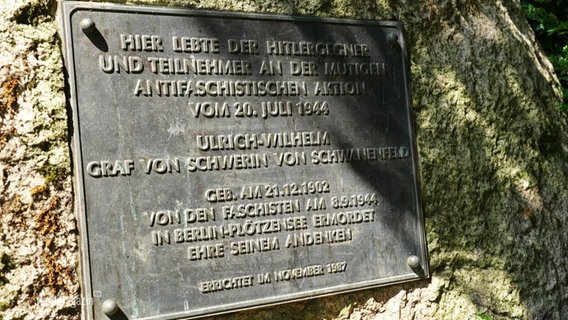 HIER LEBTE DER HITLERGEGNER
UND TEILNEHMER AN DER MUTIGEN
ANTIFASCHISTISCHEN AKTION
VOM 20. JULI 1944
ULRICH-WILHELM
GRAF VON SCHWERIN VON SCHWANENFELD
GEB. AM 21.12.1902
VON DEN FASCHISTEN AM 8.9.1944
IN BERLIN-PLÖTZENSEE ERMORDET
EHRE SEINEM ANDENKEN
ERRICHTET IM NOVEMBER 1987